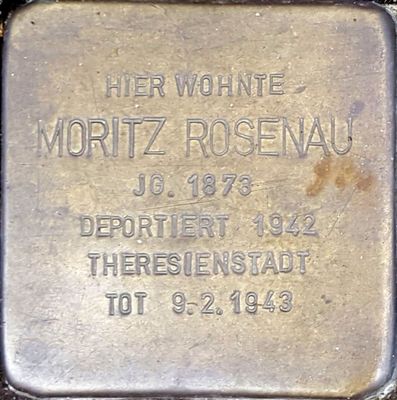 HIER WOHNTE
MORITZ ROSENAU
JG. 1873
DEPORTIERT 1942
THERESIENSTADT
TOT 9.2.1943